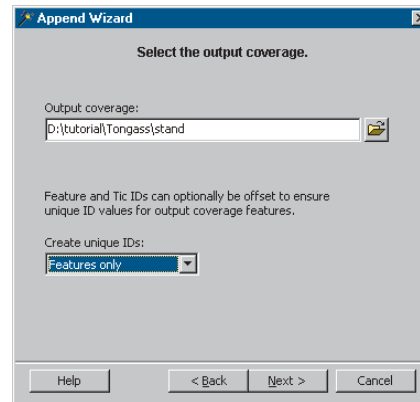 Append Wizard
Select the output coverage.
Output coverage:
D:\tutorial\Tongass\stand
Feature and Tic IDs can optionally be offset to ensure
unique ID values for output coverage features.
Create unique IDs:
Features only
Help
< Back
Next >
Cancel